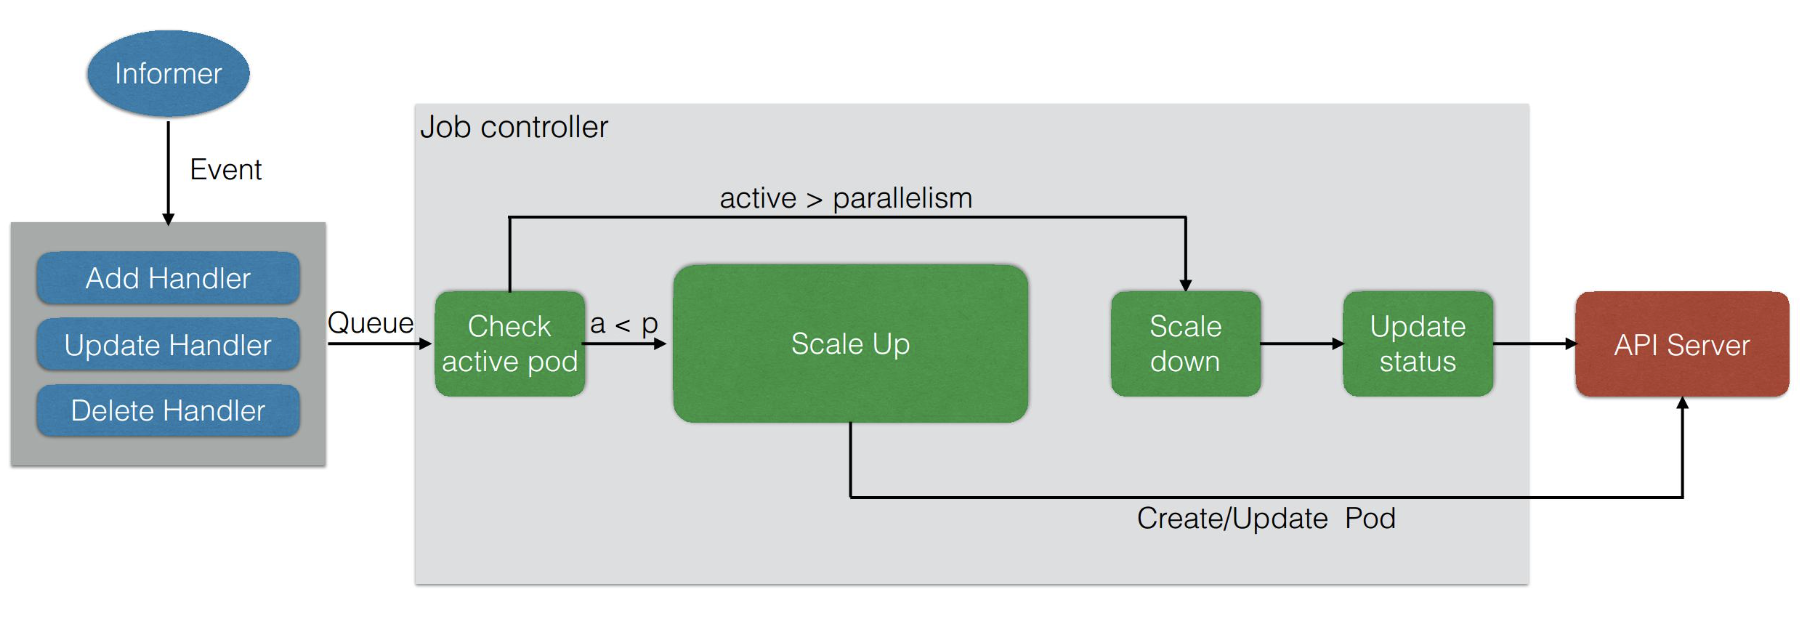 Informer
Event
Add Handler
Update Handler
Delete Handler
Queue
Job controller
active > parallelism
Check
active pod
a < p
Scale Up
Scale
down
Update
status
API Server
Create/Update Pod